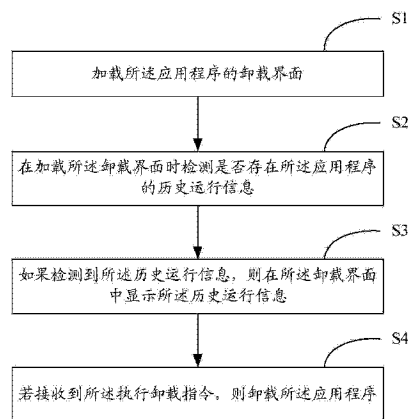 S1
加载所述应用程序的卸载界面
S2
在加载所述卸载界面时检测是否存在所述应用程序
的历史运行信息
S3
如果检测到所述历史运行信息，则在所述卸载界面
中显示所述历史运行信息
S4
若接收到所述执行卸载指令，则卸载所述应用程序